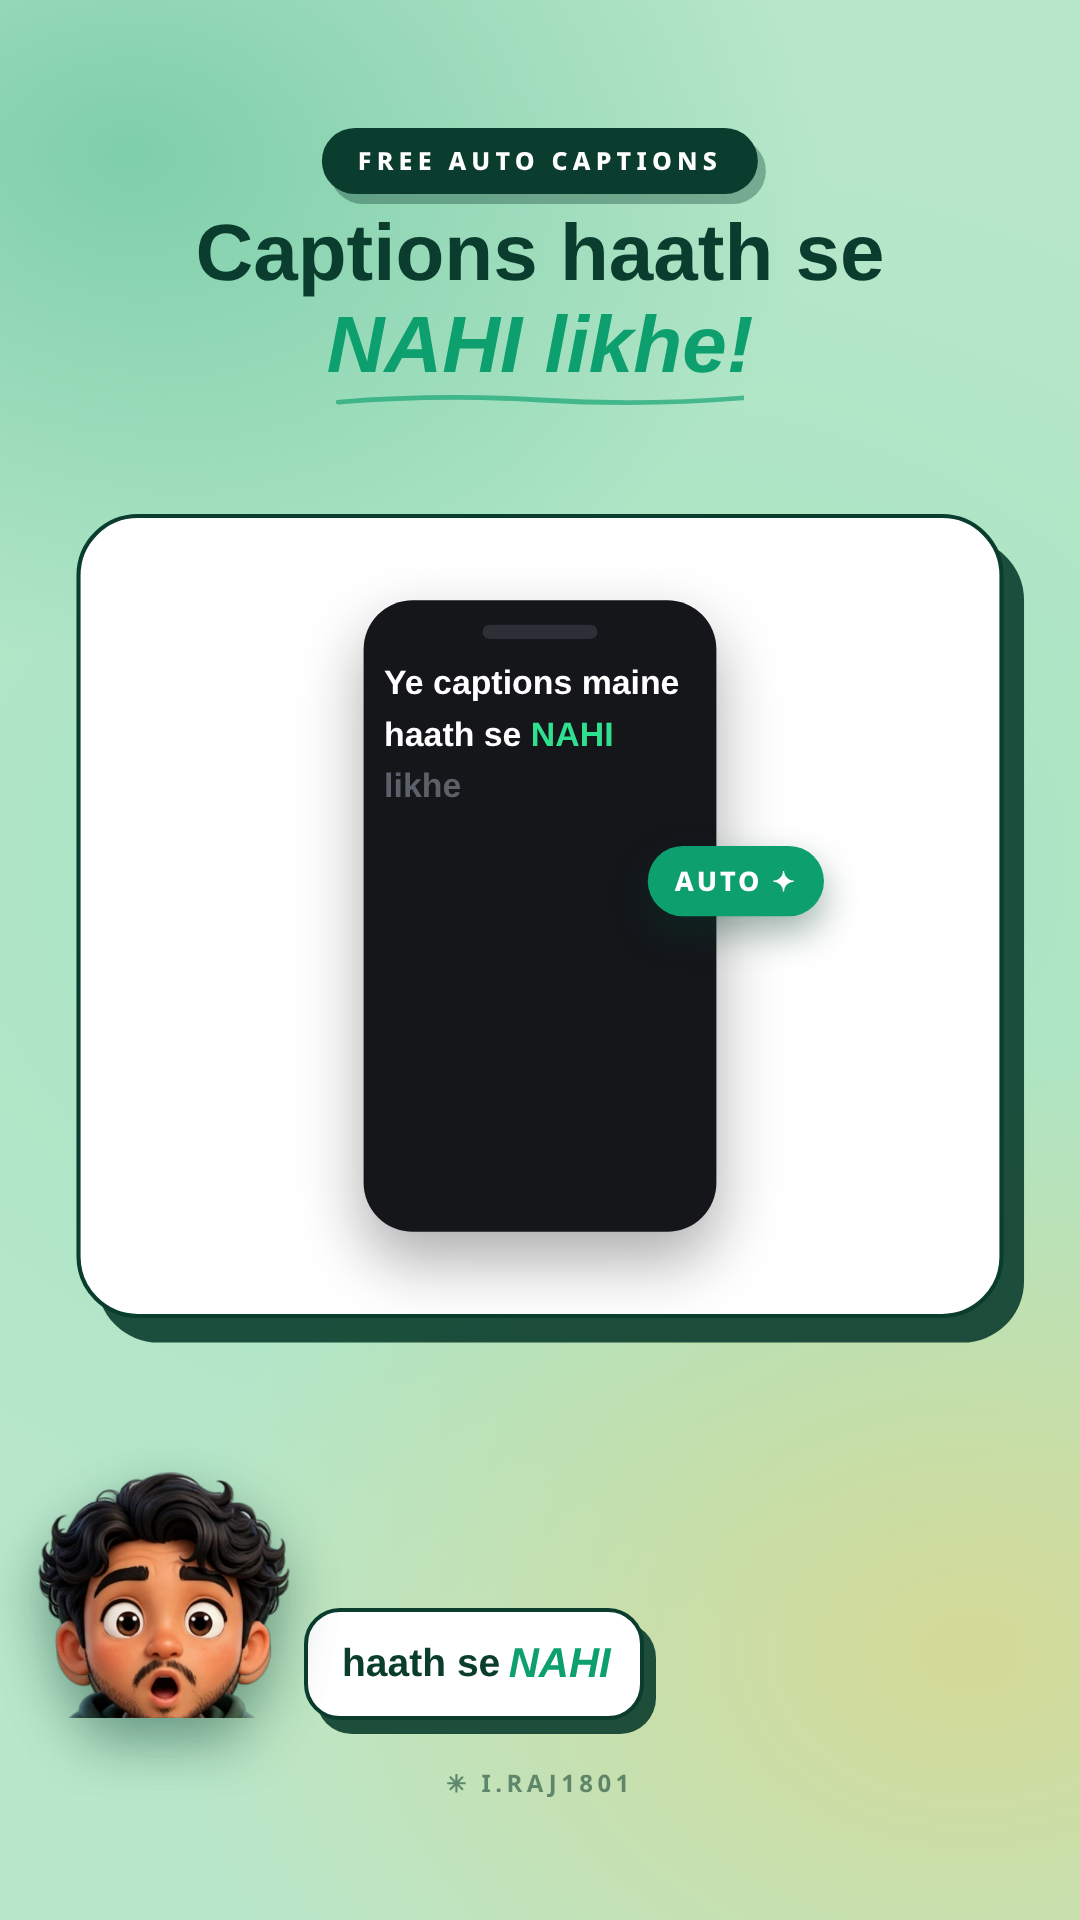 FREE AUTO CAPTIONS
Captions haath se
NAHI likhe!
Ye captions maine
haath se NAHI
likhe
AUTO ✦
haath se NAHI
✳ I.RAJ1801